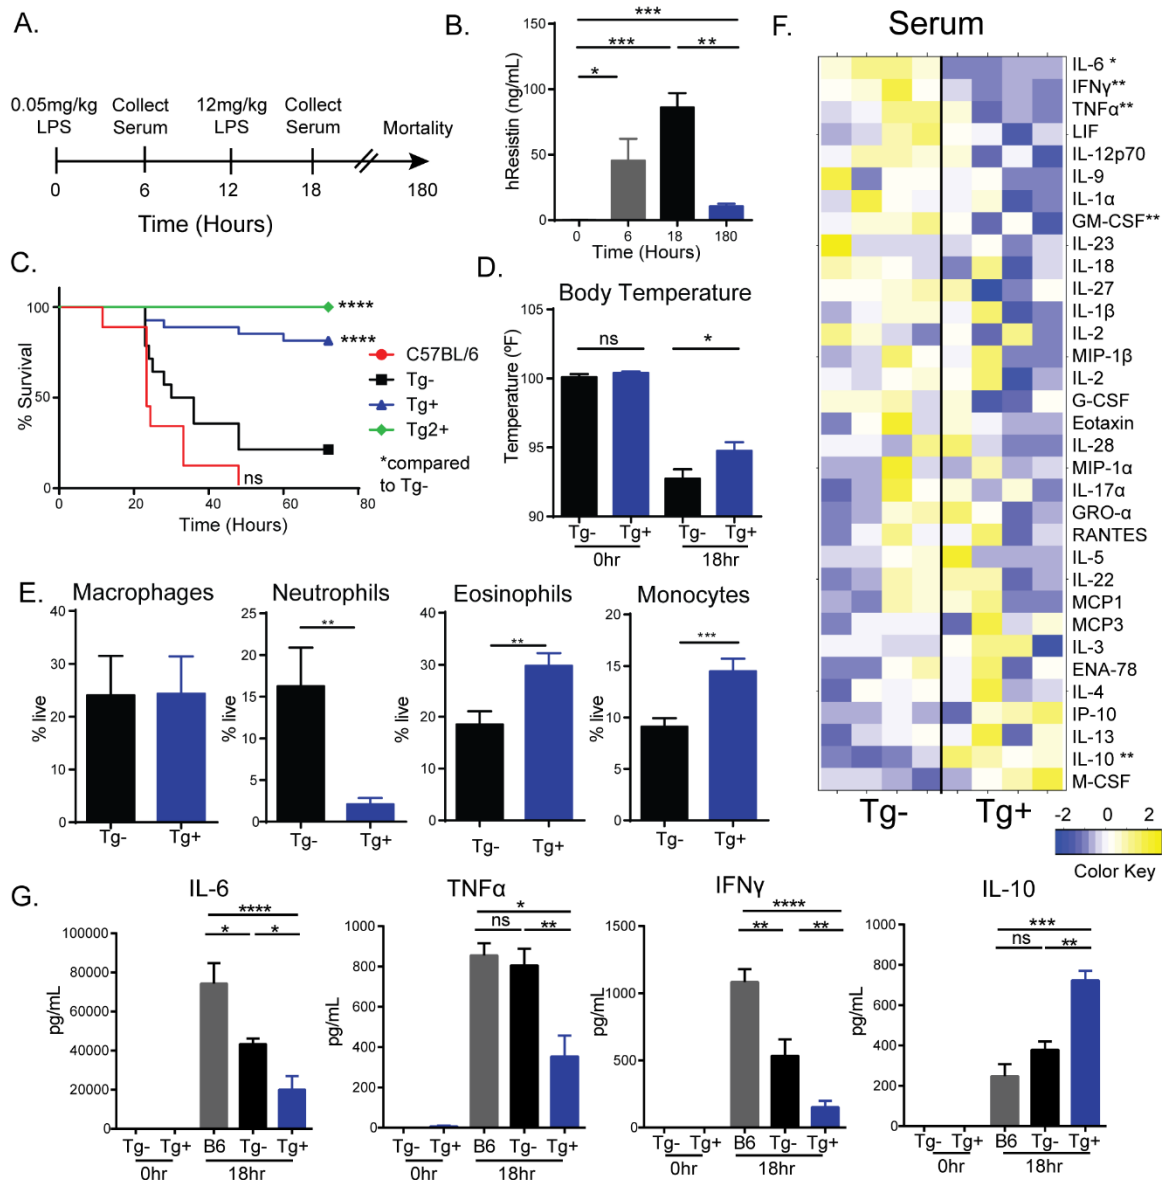 A.
0.05mg/kg Collect 12mg/kg Collect
LPS Serum LPS Serum Mortality
0 6 12 18 180
Time (Hours)
B.
***
*** **
*
hResistin (ng/mL)
150
100
50
0
0 6 18 180
Time (Hours)
C.
% Survival
100
50
0
0 20 40 60 80
Time (Hours)
****
****
ns
C57BL/6
Tg-
Tg+
Tg2+
*compared
to Tg-
D.
Body Temperature
Temperature (ºF)
105
100
95
90
ns *
Tg- Tg+ Tg- Tg+
0hr 18hr
E.
Macrophages
% live
40
30
20
10
0
Tg- Tg+
Neutrophils
% live
25
20
15
10
5
0
**
Tg- Tg+
Eosinophils
% live
40
30
20
10
0
**
Tg- Tg+
Monocytes
% live
20
15
10
5
0
***
Tg- Tg+
F.
Serum
IL-6 *
IFNγ**
TNFα**
LIF
IL-12p70
IL-9
IL-1α
GM-CSF**
IL-23
IL-18
IL-27
IL-1β
IL-2
MIP-1β
IL-2
G-CSF
Eotaxin
IL-28
MIP-1α
IL-17α
GRO-α
RANTES
IL-5
IL-22
MCP1
MCP3
IL-3
ENA-78
IL-4
IP-10
IL-13
IL-10 **
M-CSF
Tg- Tg+
-2 0 2
Color Key
G.
IL-6
pg/mL
100000
80000
60000
40000
20000
0
****
* *
Tg- Tg+ B6 Tg- Tg+
0hr 18hr
TNFα
pg/mL
1000
800
600
400
200
0
*
ns **
Tg- Tg+ B6 Tg- Tg+
0hr 18hr
IFNγ
pg/mL
1500
1000
500
0
****
** **
Tg- Tg+ B6 Tg- Tg+
0hr 18hr
IL-10
pg/mL
1000
800
600
400
200
0
***
ns **
Tg- Tg+ B6 Tg- Tg+
0hr 18hr